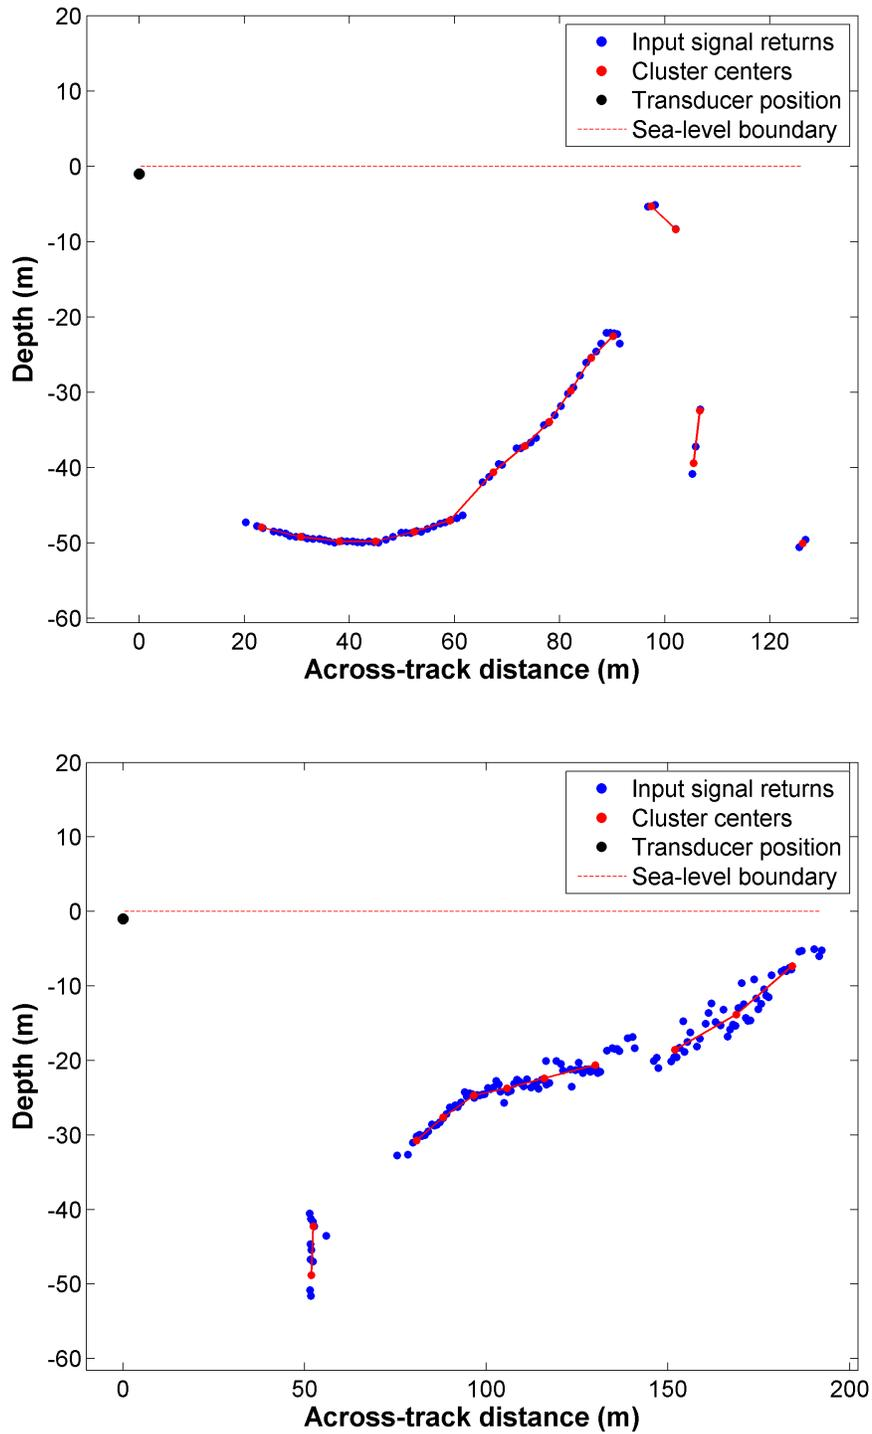 20
10
0
-10
-20
-30
-40
-50
-60
Depth (m)
Input signal returns
Cluster centers
Transducer position
Sea-level boundary
0 20 40 60 80 100 120
Across-track distance (m)
20
10
0
-10
-20
-30
-40
-50
-60
Depth (m)
Input signal returns
Cluster centers
Transducer position
Sea-level boundary
0 50 100 150 200
Across-track distance (m)